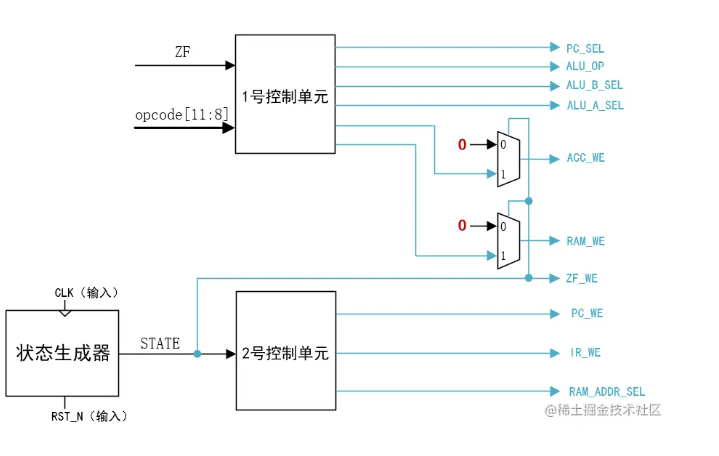 ZF
opcode[11:8]
1号控制单元
PC_SEL
ALU_OP
ALU_B_SEL
ALU_A_SEL
0
0
1
ACC_WE
0
0
1
RAM_WE
ZF_WE
CLK（输入）
状态生成器
STATE
RST_N（输入）
2号控制单元
PC_WE
IR_WE
RAM_ADDR_SEL
@稀土掘金技术社区